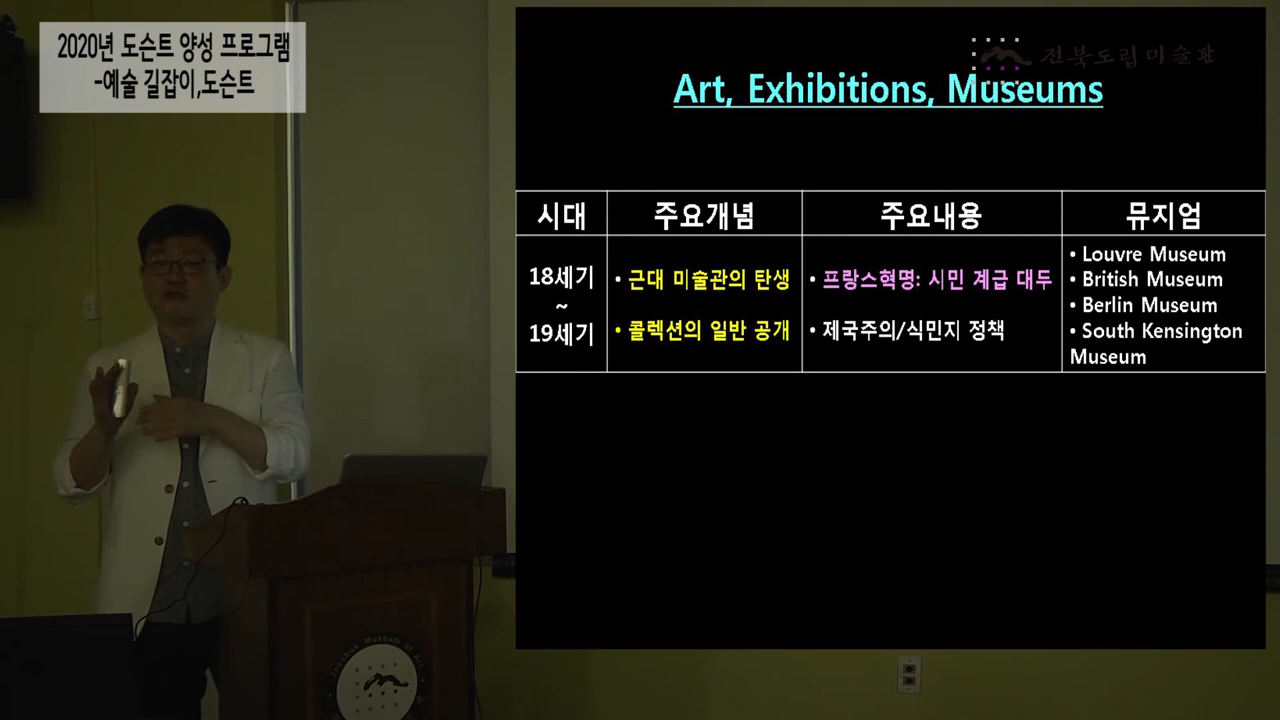 2020년 도슨트 양성 프로그램
-예술 길잡이,도슨트
전북도립미술관
Art, Exhibitions, Museums
시대
주요개념
주요내용
뮤지엄
18세기
~
19세기
• 근대 미술관의 탄생
• 콜렉션의 일반 공개
• 프랑스혁명: 시민 계급 대두
• 제국주의/식민지 정책
• Louvre Museum
• British Museum
• Berlin Museum
• South Kensington
Museum
Jeonbuk Museum of Art